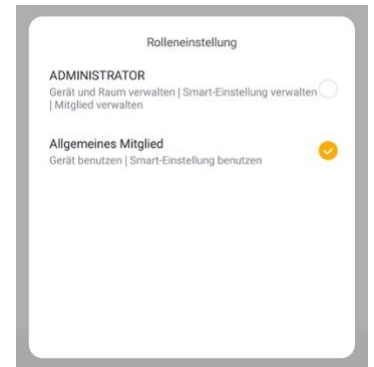 Rolleneinstellung
ADMINISTRATOR
Gerät und Raum verwalten | Smart-Einstellung verwalten
| Mitglied verwalten
Allgemeines Mitglied
Gerät benutzen | Smart-Einstellung benutzen